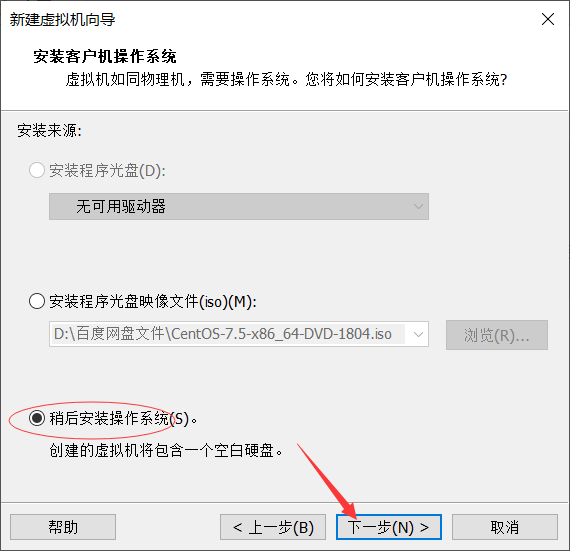 新建虚拟机向导
安装客户机操作系统
虚拟机如同物理机，需要操作系统。您将如何安装客户机操作系统?
安装来源:
安装程序光盘(D):
无可用驱动器
安装程序光盘映像文件(iso)(M):
D:\百度网盘文件\CentOS-7.5-x86_64-DVD-1804.iso
浏览(R)...
稍后安装操作系统(S)。
创建的虚拟机将包含一个空白硬盘。
帮助
< 上一步(B)
下一步(N) >
取消